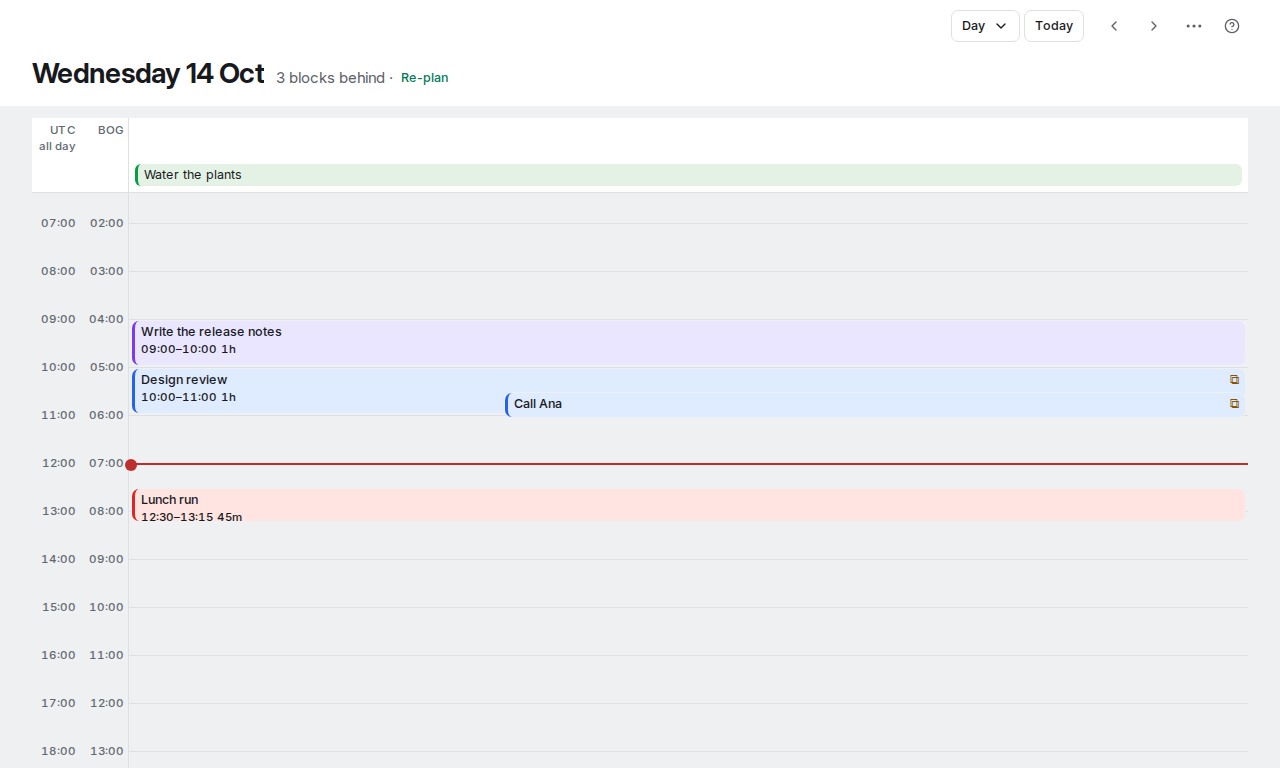 Day Today
Wednesday 14 Oct 3 blocks behind · Re-plan
UTC BOG
all day
Water the plants
07:00 02:00
08:00 03:00
09:00 04:00
Write the release notes
09:00–10:00 1h
10:00 05:00
Design review
10:00–11:00 1h
Call Ana
11:00 06:00
12:00 07:00
Lunch run
12:30–13:15 45m
13:00 08:00
14:00 09:00
15:00 10:00
16:00 11:00
17:00 12:00
18:00 13:00